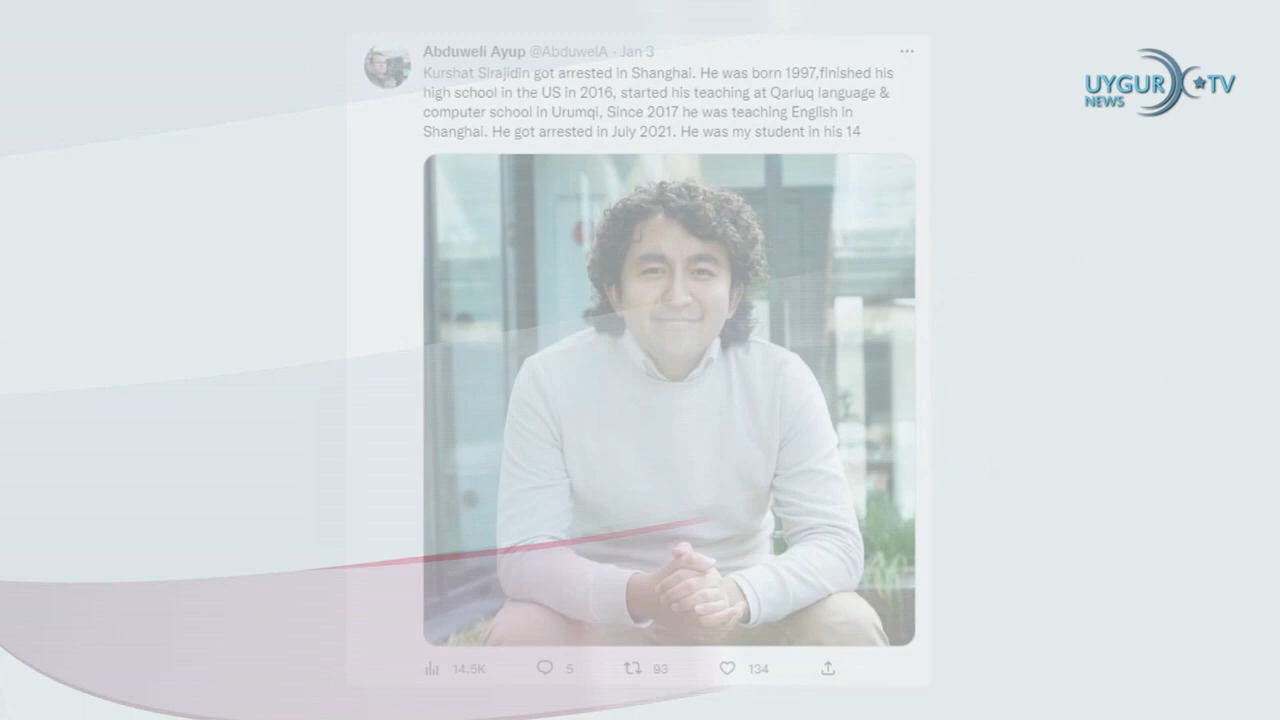 Abduweli Ayup @AbduwelA · Jan 3
Kurshat Sirajidin got arrested in Shanghai. He was born 1997,finished his
high school in the US in 2016, started his teaching at Qarluq language &
computer school in Urumqi, Since 2017 he was teaching English in
Shanghai. He got arrested in July 2021. He was my student in his 14
14.5K 5 93 134
UYGUR TV
NEWS